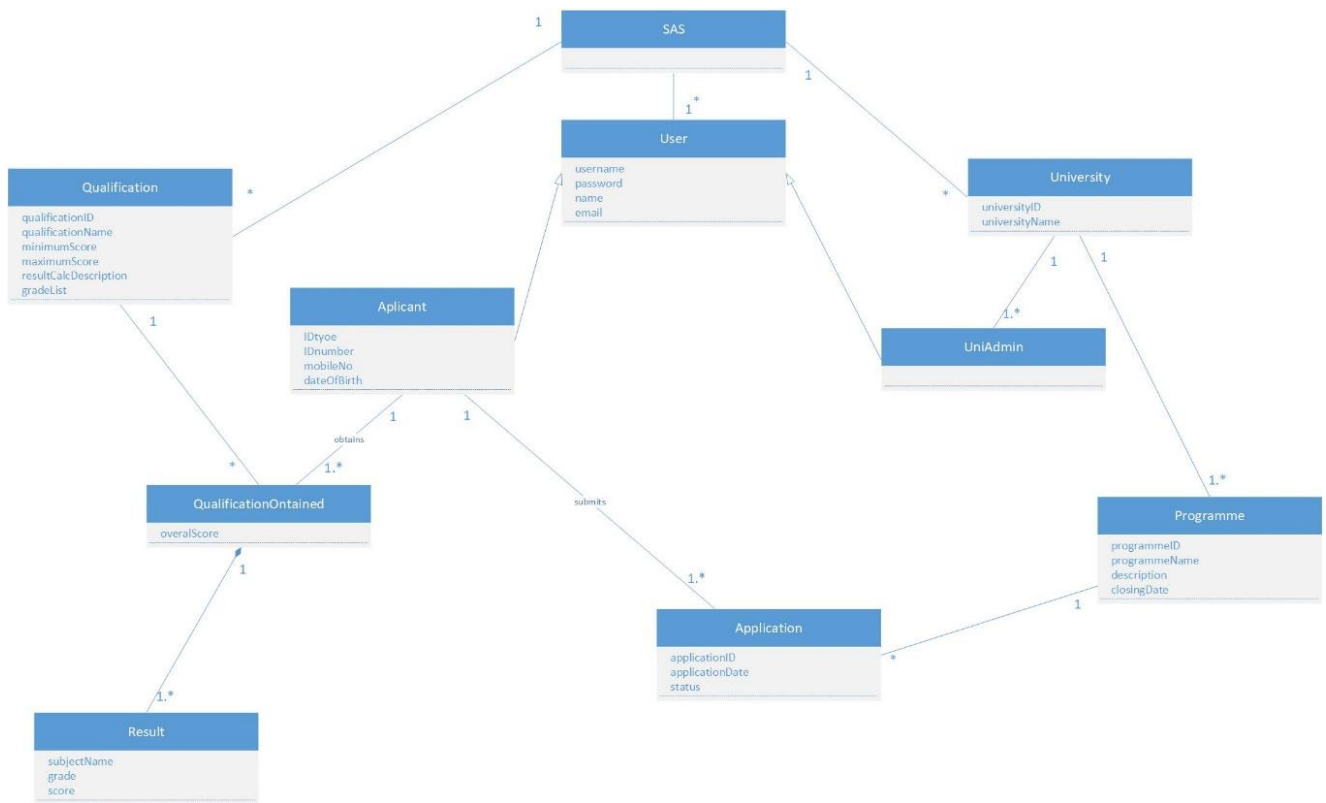 SAS
1
1
1
*
User
username
password
name
email
Qualification
qualificationID
qualificationName
minimumScore
maximumScore
resultCalcDescription
gradeList
*
*
University
universityID
universityName
1
1
1
Aplicant
IDtyoe
IDnumber
mobileNo
dateOfBirth
1.*
UniAdmin
1
1
obtains
*
1.*
1.*
QualificationOntained
overalScore
submits
Programme
programmeID
programmeName
description
closingDate
1
1.*
1
Application
applicationID
applicationDate
status
*
1.*
Result
subjectName
grade
score